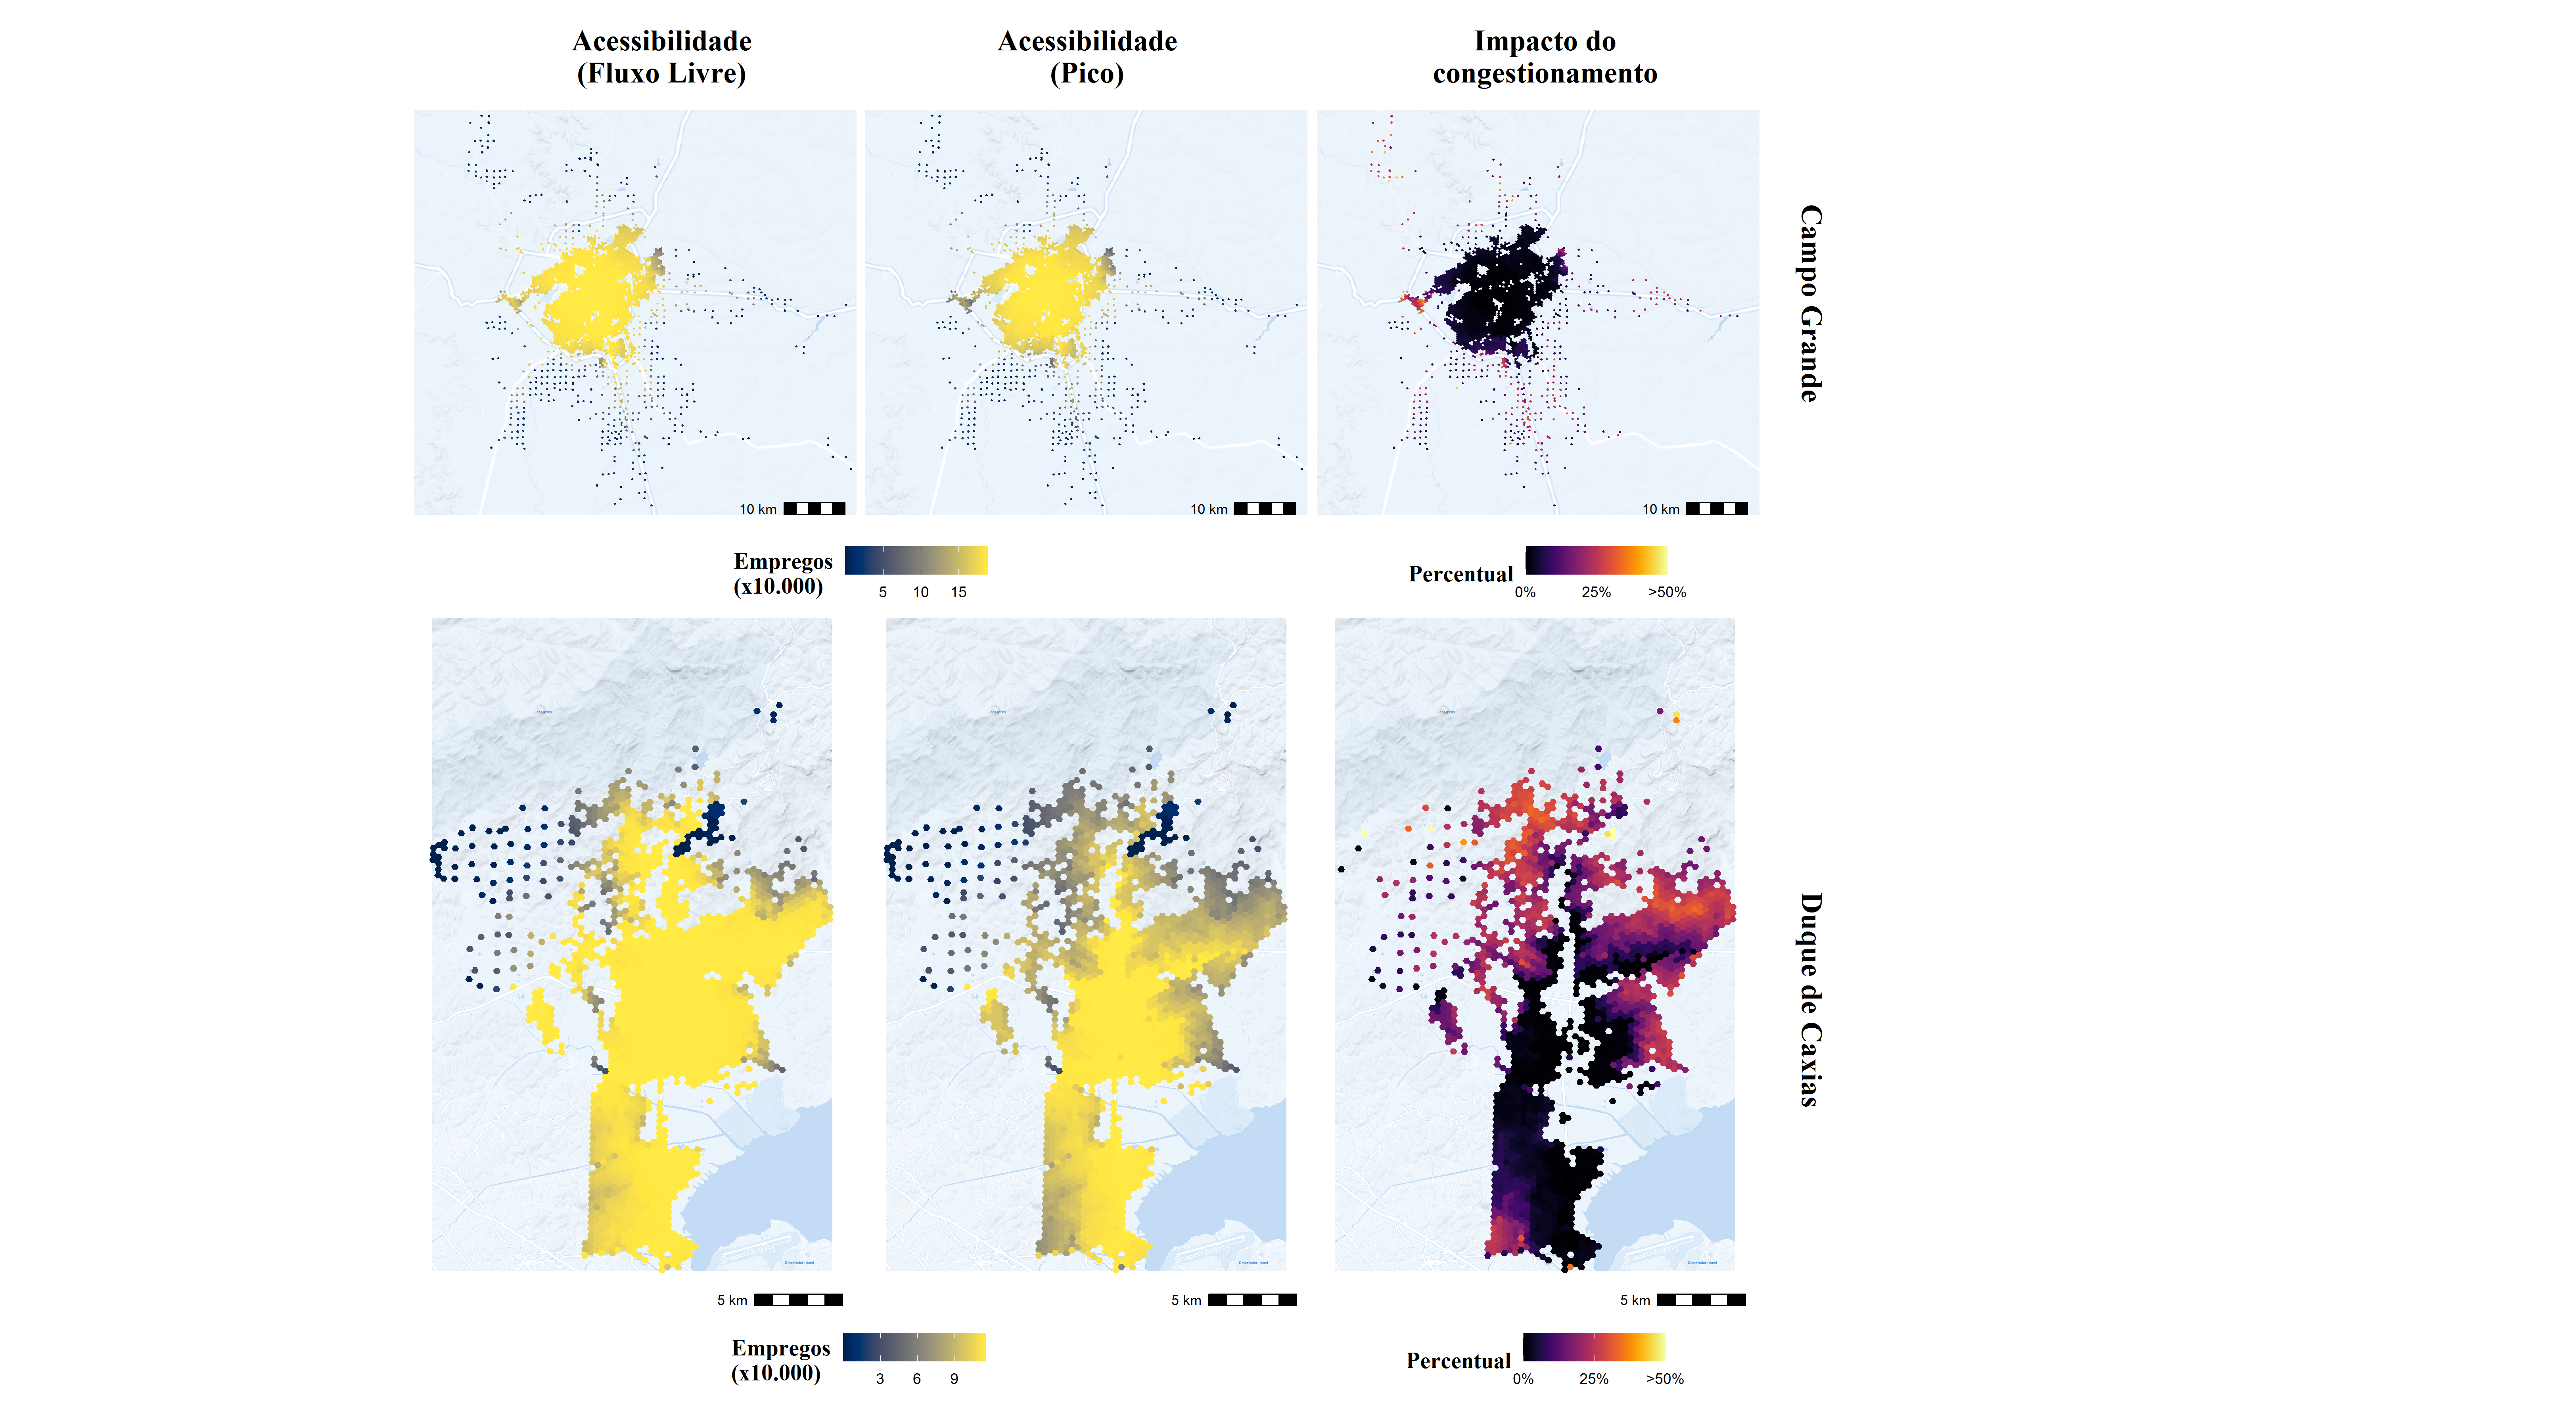 Acessibilidade
(Fluxo Livre)
Acessibilidade
(Pico)
Impacto do
congestionamento
Campo Grande
10 km
10 km
10 km
Empregos
(x10.000)
5 10 15
Percentual
0% 25% >50%
Duque de Caxias
5 km
5 km
5 km
Empregos
(x10.000)
3 6 9
Percentual
0% 25% >50%